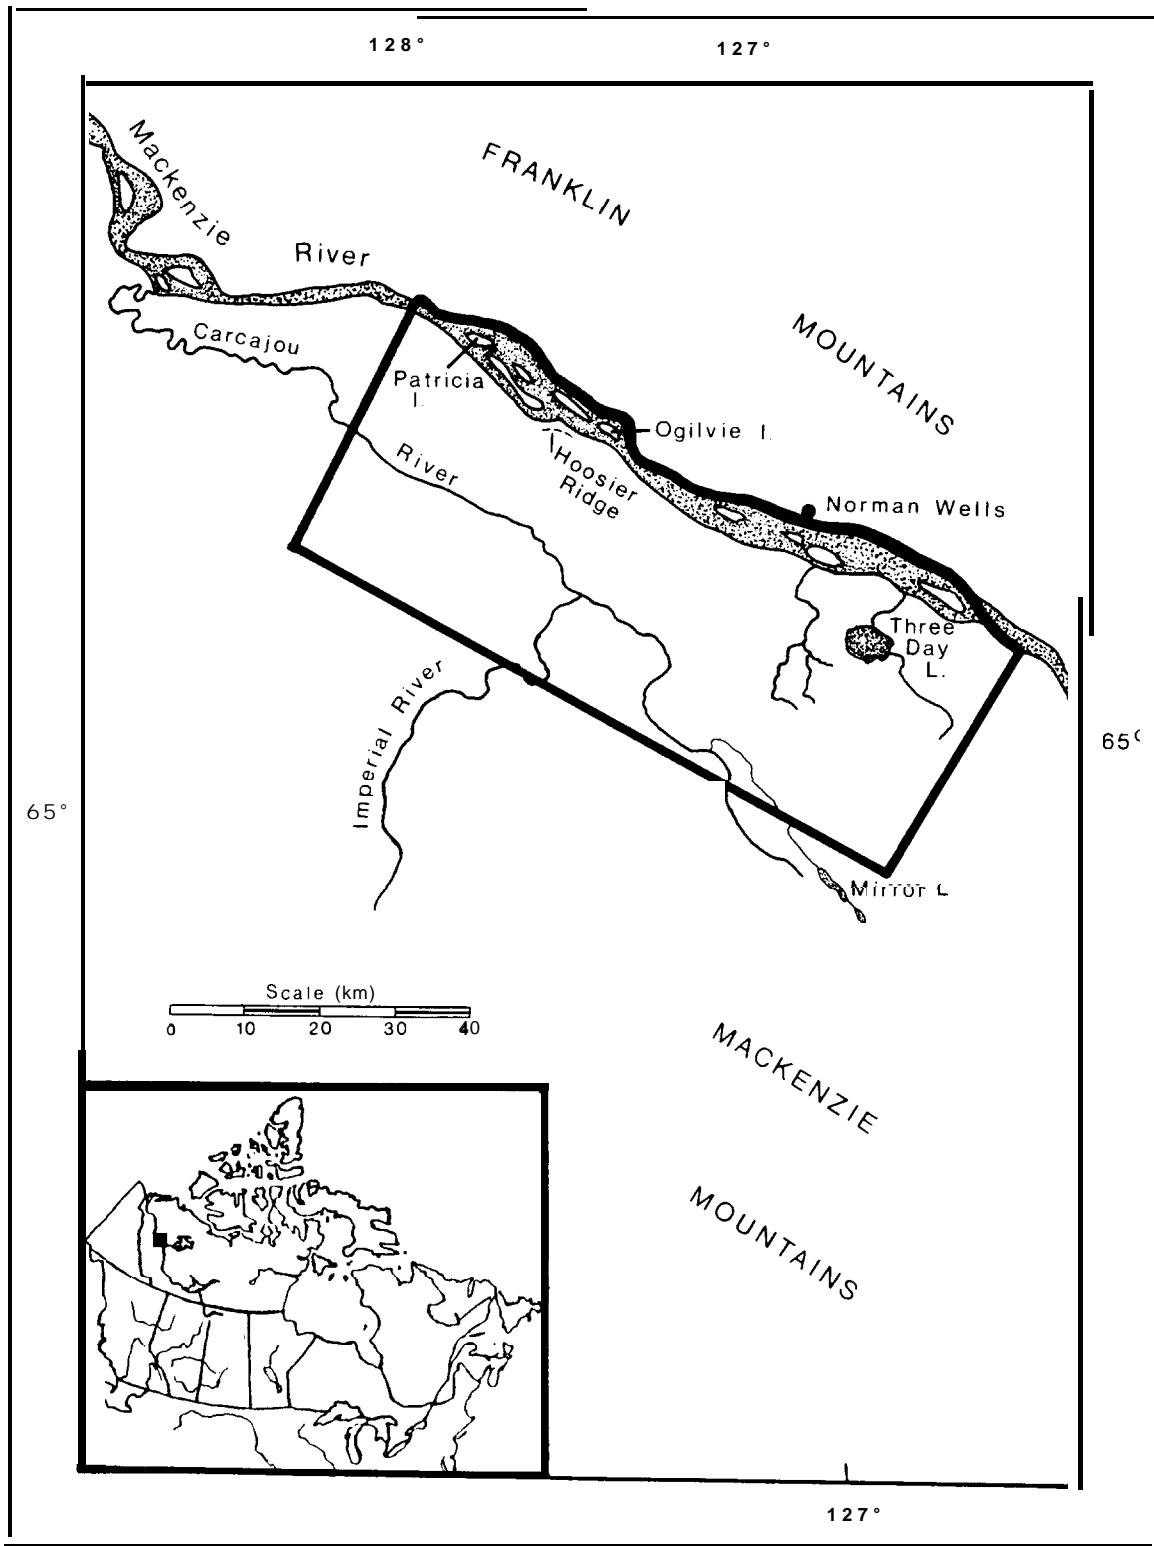 128°
127°
Mackenzie
River
FRANKLIN
MOUNTAINS
Carcajou
River
Patricia
I.
Ogilvie I.
Hoosier
Ridge
Norman Wells
Three
Day
L.
Imperial River
65°
65°
Mirror L
Scale (km)
0 10 20 30 40
MACKENZIE
MOUNTAINS
127°